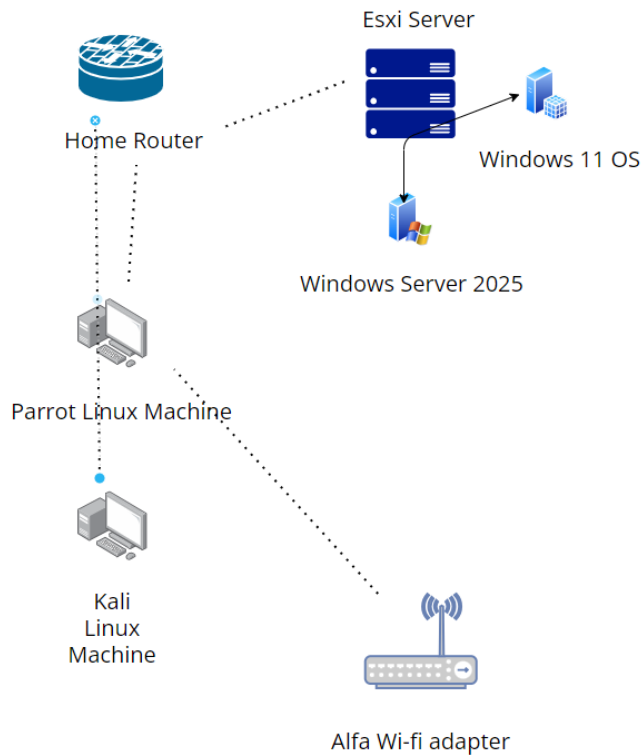 Esxi Server
Home Router
Windows 11 OS
Windows Server 2025
Parrot Linux Machine
Kali
Linux
Machine
Alfa Wi-fi adapter